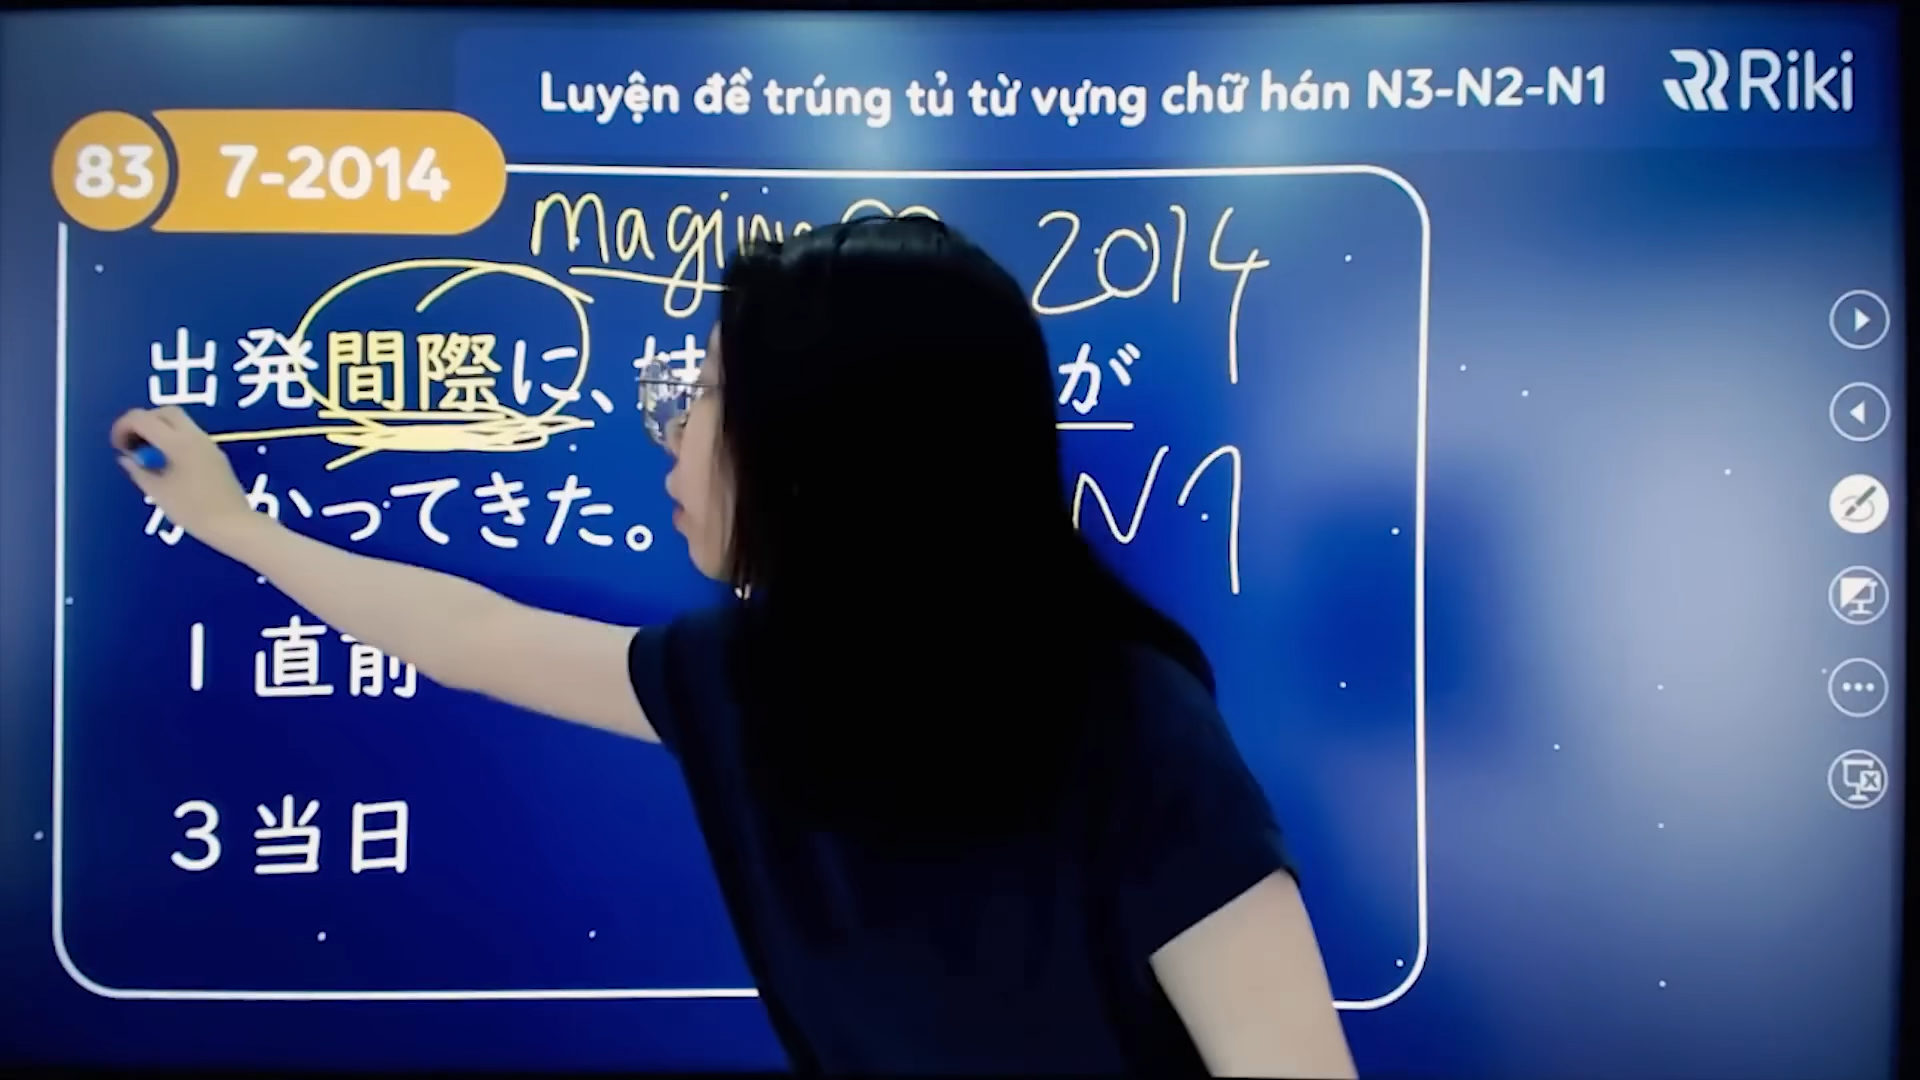 Luyện đề trúng tủ từ vựng chữ hán N3-N2-N1
Riki
83 7-2014
2014
出発間際に、 が
かってきた。
N1
1 直前
3 当日